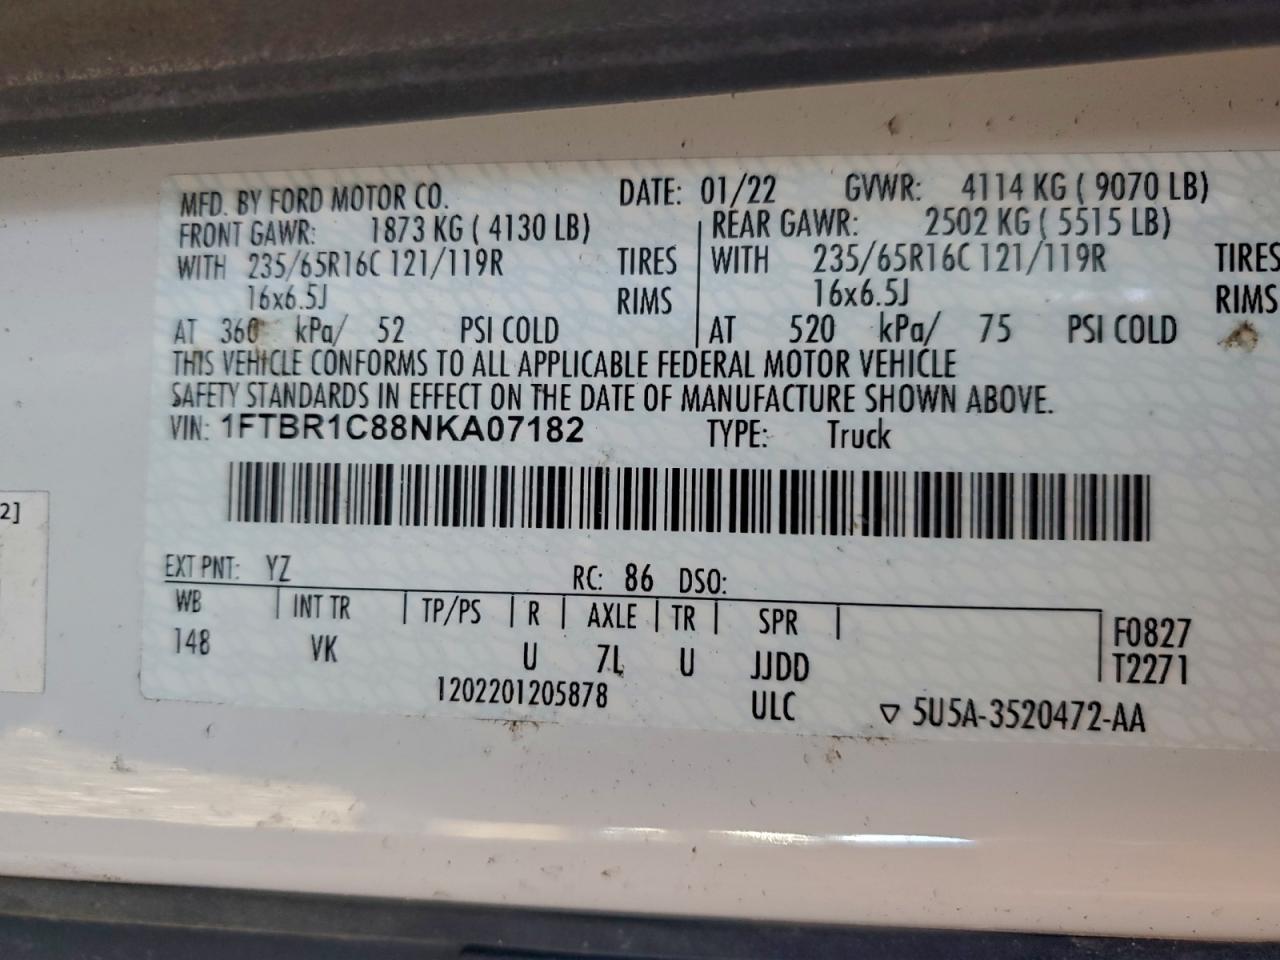 MFD. BY FORD MOTOR CO. DATE: 01/22 GVWR: 4114 KG ( 9070 LB)
FRONT GAWR: 1873 KG ( 4130 LB) REAR GAWR: 2502 KG ( 5515 LB)
WITH 235/65R16C 121/119R TIRES WITH 235/65R16C 121/119R TIRES
16x6.5J RIMS 16x6.5J RIMS
AT 360 kPa/ 52 PSI COLD AT 520 kPa/ 75 PSI COLD
THIS VEHICLE CONFORMS TO ALL APPLICABLE FEDERAL MOTOR VEHICLE
SAFETY STANDARDS IN EFFECT ON THE DATE OF MANUFACTURE SHOWN ABOVE.
VIN: 1FTBR1C88NKA07182 TYPE: Truck
2]
EXT PNT: YZ RC: 86 DSO:
WB INT TR TP/PS R AXLE TR SPR F0827
148 VK U 7L U JJDD T2271
1202201205878 ULC ▽ 5U5A-3520472-AA